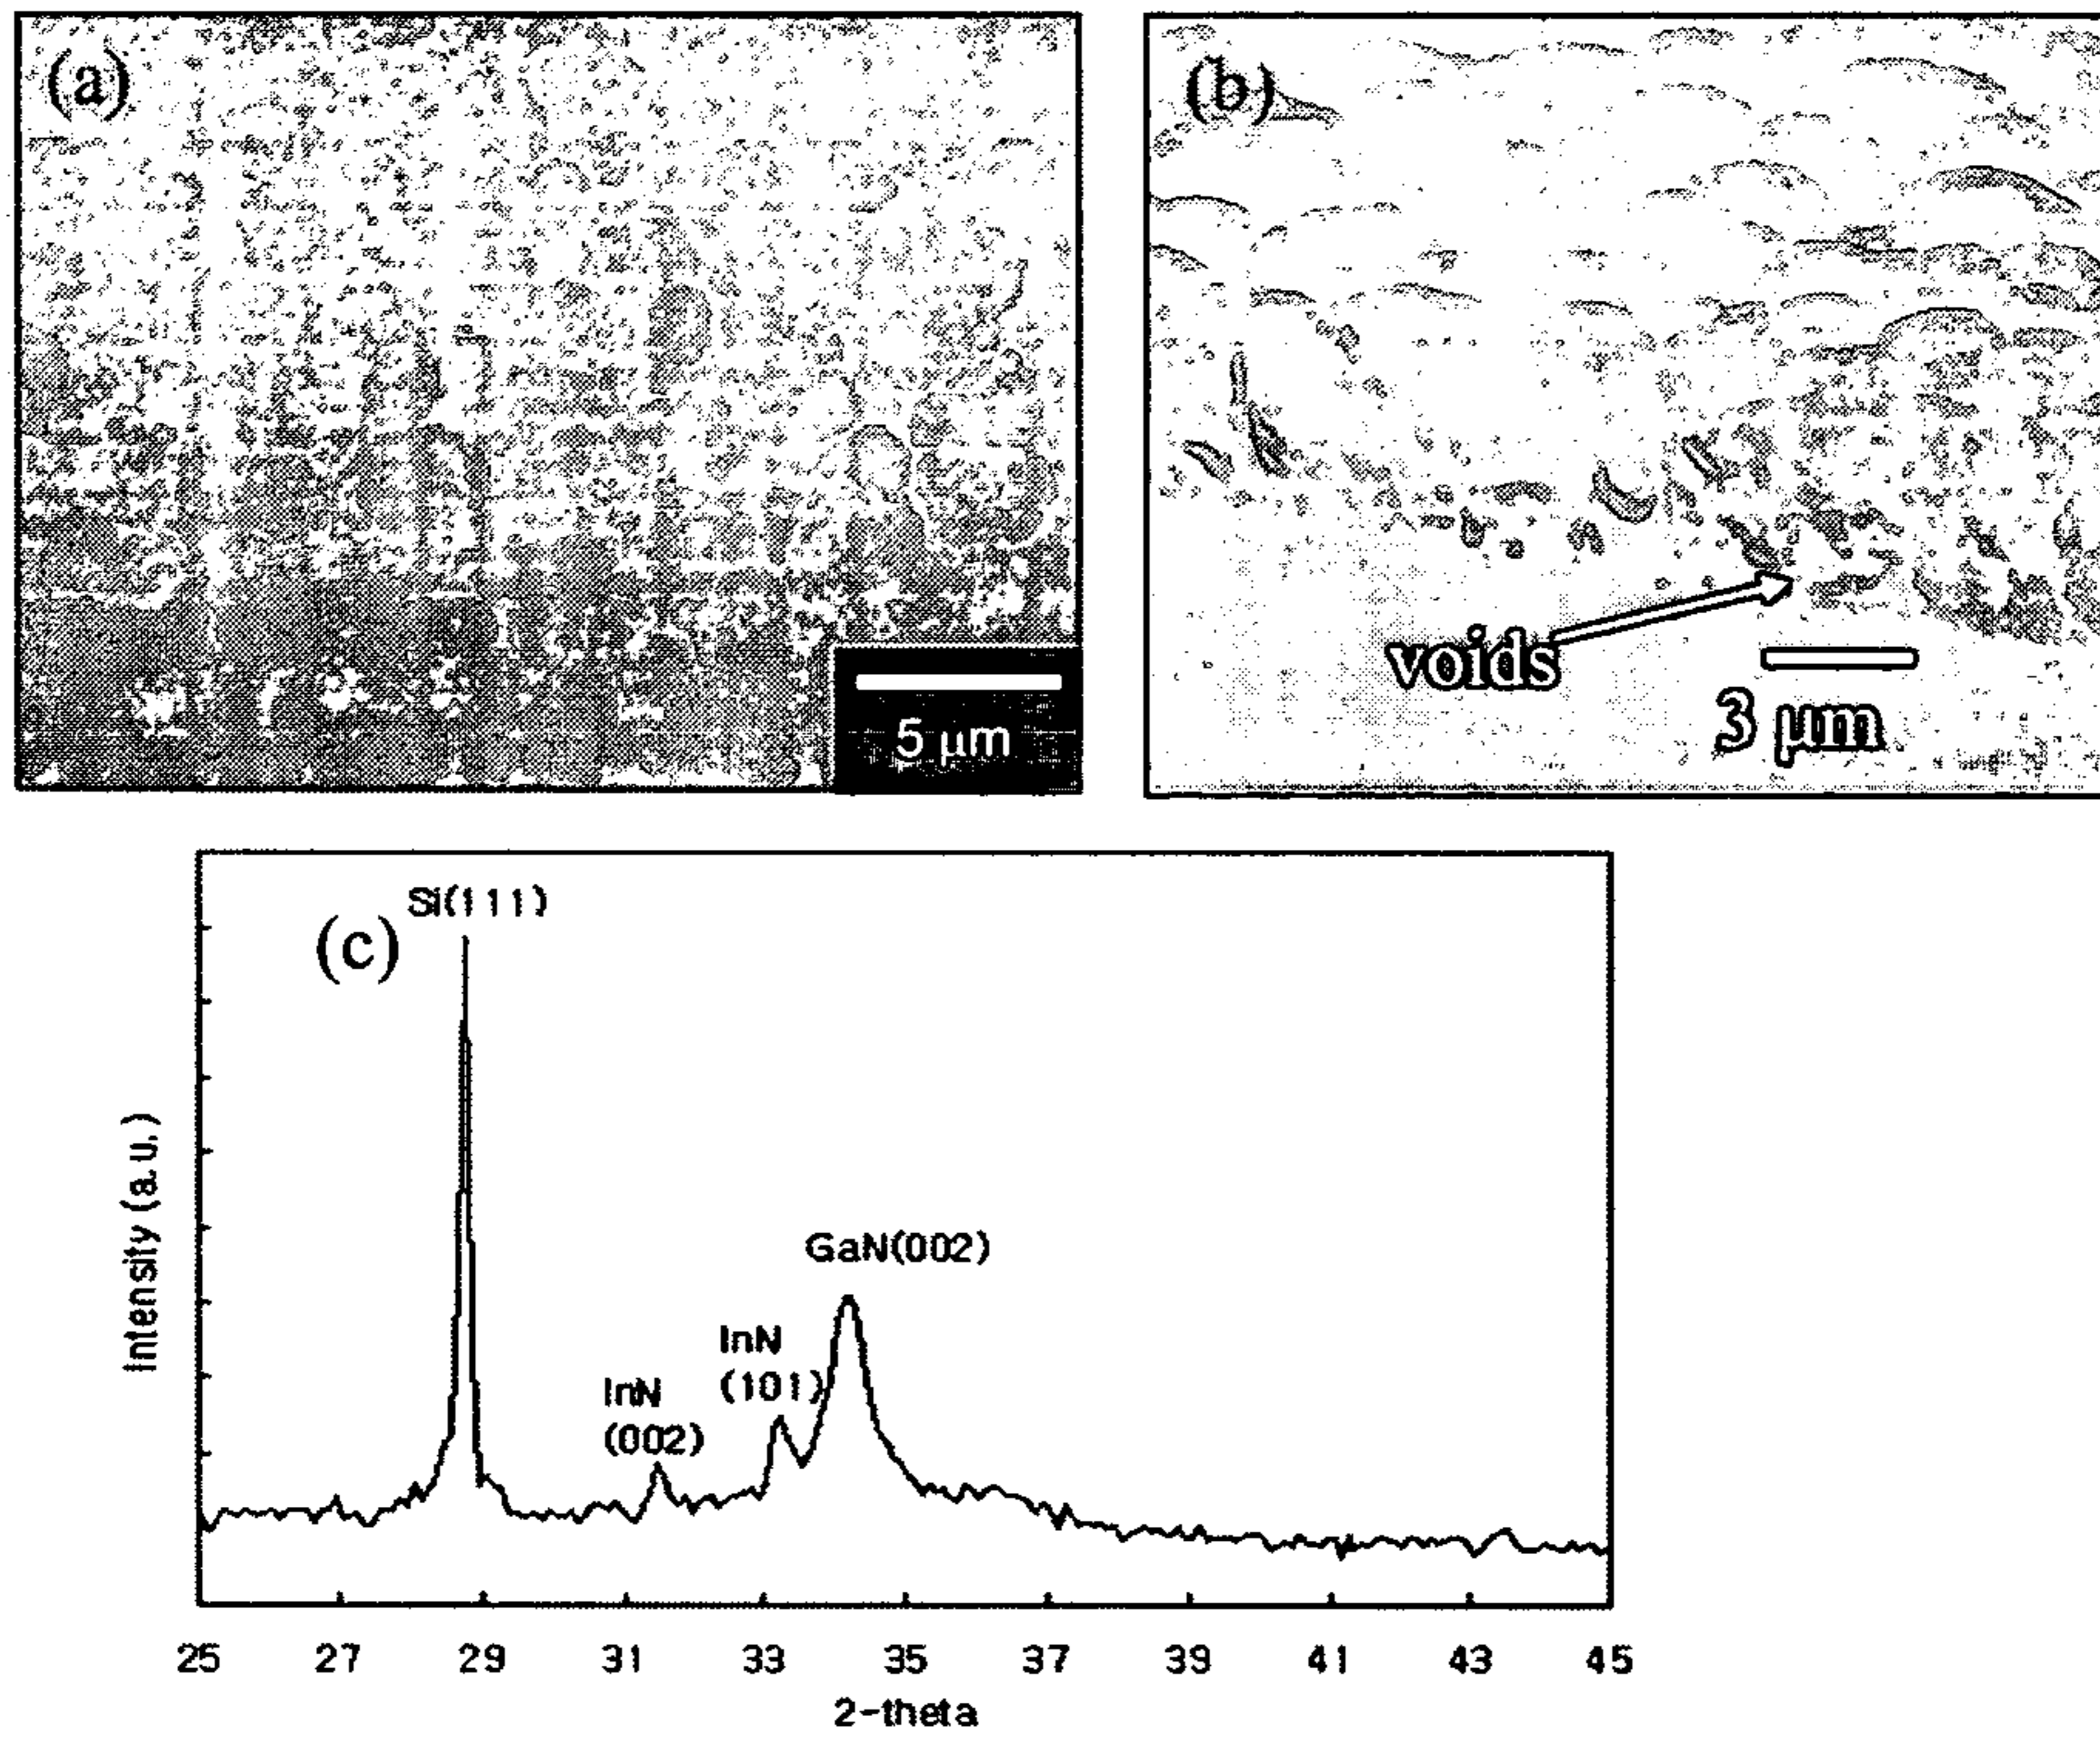 (a)
5 μm
(b)
voids
3 μm
(c)
Si(111)
GaN(002)
InN
(101)
InN
(002)
Intensity (a.u.)
25 27 29 31 33 35 37 39 41 43 45
2-theta